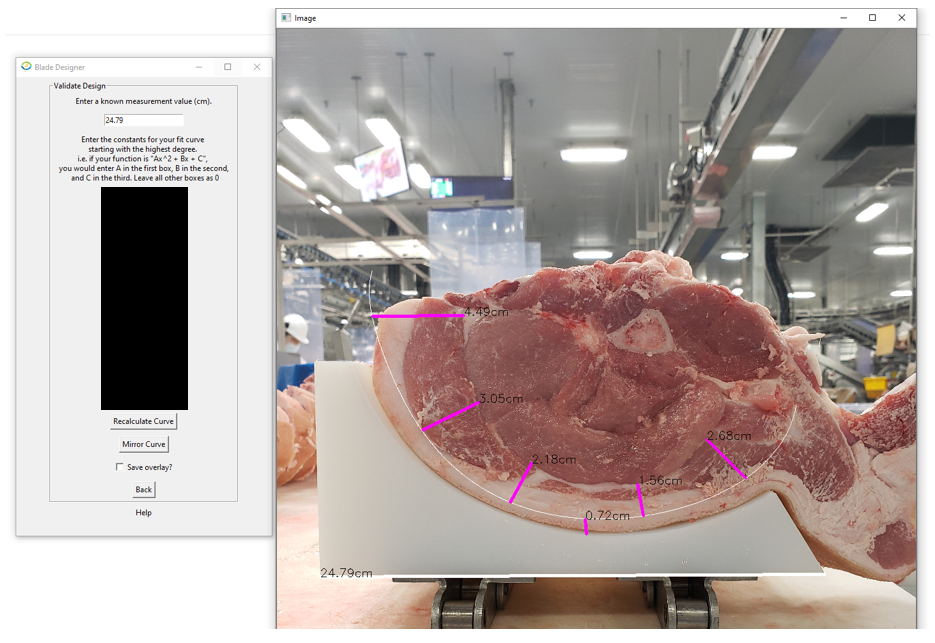 Image
Blade Designer
Validate Design
Enter a known measurement value (cm).
24.79
Enter the constants for your fit curve
starting with the highest degree.
i.e. if your function is "Ax^2 + Bx + C",
you would enter A in the first box, B in the second,
and C in the third. Leave all other boxes as 0
Recalculate Curve
Mirror Curve
Save overlay?
Back
Help
4.49cm
3.05cm
2.68cm
2.18cm
1.56cm
0.72cm
24.79cm